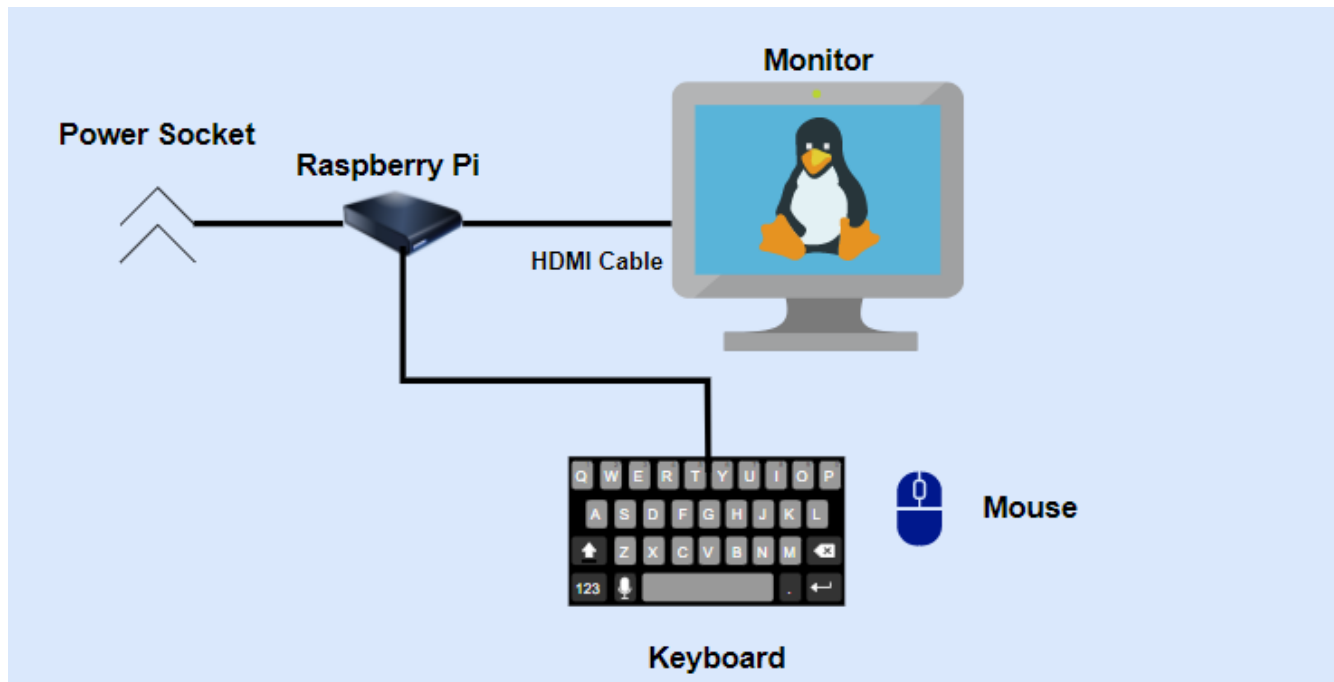 Monitor
Power Socket
Raspberry Pi
HDMI Cable
Q W E R T Y U I O P
A S D F G H J K L
Z X C V B N M
123 .
Mouse
Keyboard